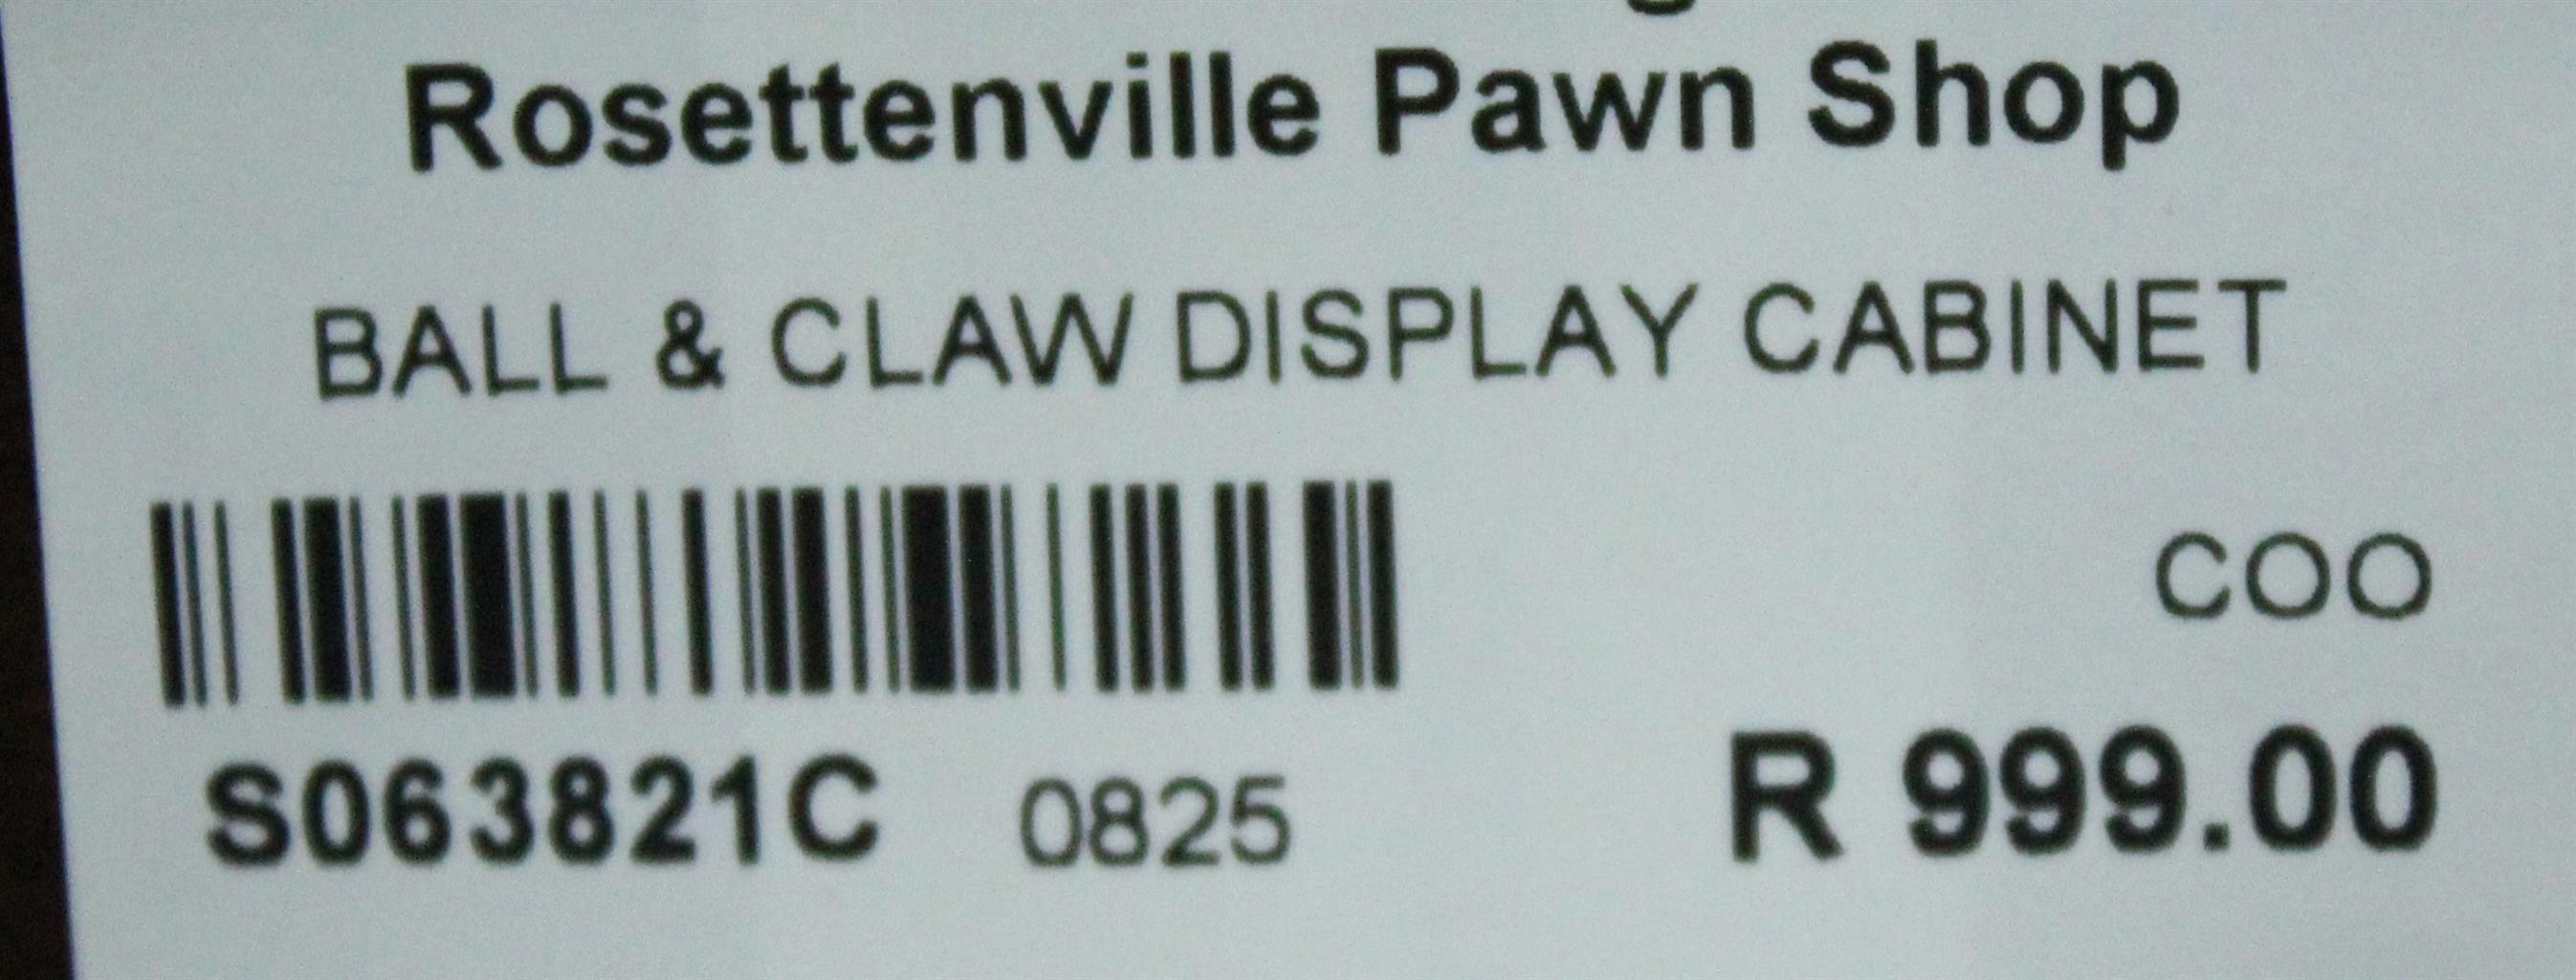 Rosettenville Pawn Shop
BALL & CLAW DISPLAY CABINET
COO
S063821C 0825 R 999.00